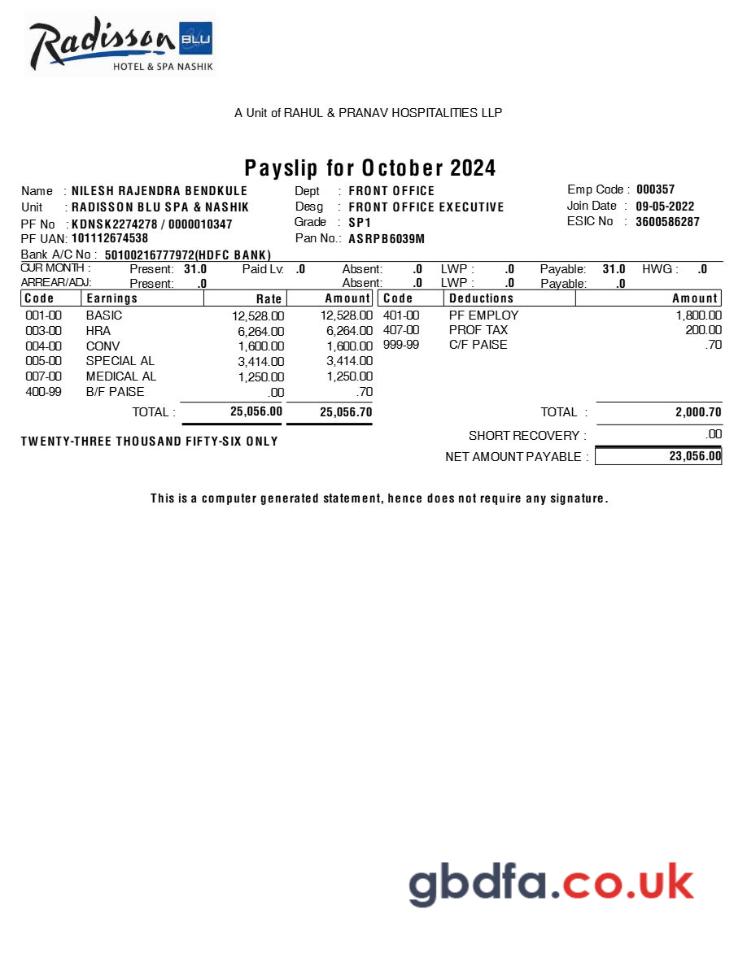 Radisson BLU
HOTEL & SPA NASHIK
A Unit of RAHUL & PRANAV HOSPITALITIES LLP
Payslip for October 2024
Name : NILESH RAJENDRA BENDKULE Dept : FRONT OFFICE Emp Code : 000357
Unit : RADISSON BLU SPA & NASHIK Desg : FRONT OFFICE EXECUTIVE Join Date : 09-05-2022
PF No : KDNSK2274278 / 0000010347 Grade : SP1 ESIC No : 3600586287
PF UAN: 101112674538 Pan No.: ASRPB6039M
Bank A/C No : 50100216777972(HDFC BANK)
CUR MONTH : Present: 31.0 Paid Lv: .0 Absent: .0 LWP : .0 Payable: 31.0 HWG : .0
ARREAR/ADJ: Present: .0 Absent: .0 LWP : .0 Payable: .0
Code Earnings Rate Amount Code Deductions Amount
001-00 BASIC 12,528.00 12,528.00 401-00 PF EMPLOY 1,800.00
003-00 HRA 6,264.00 6,264.00 407-00 PROF TAX 200.00
004-00 CONV 1,600.00 1,600.00 999-99 C/F PAISE .70
005-00 SPECIAL AL 3,414.00 3,414.00
007-00 MEDICAL AL 1,250.00 1,250.00
400-99 B/F PAISE .00 .70
TOTAL : 25,056.00 25,056.70 TOTAL : 2,000.70
SHORT RECOVERY : .00
TWENTY-THREE THOUSAND FIFTY-SIX ONLY
NET AMOUNT PAYABLE : 23,056.00
This is a computer generated statement, hence does not require any signature.
gbdfa.co.uk